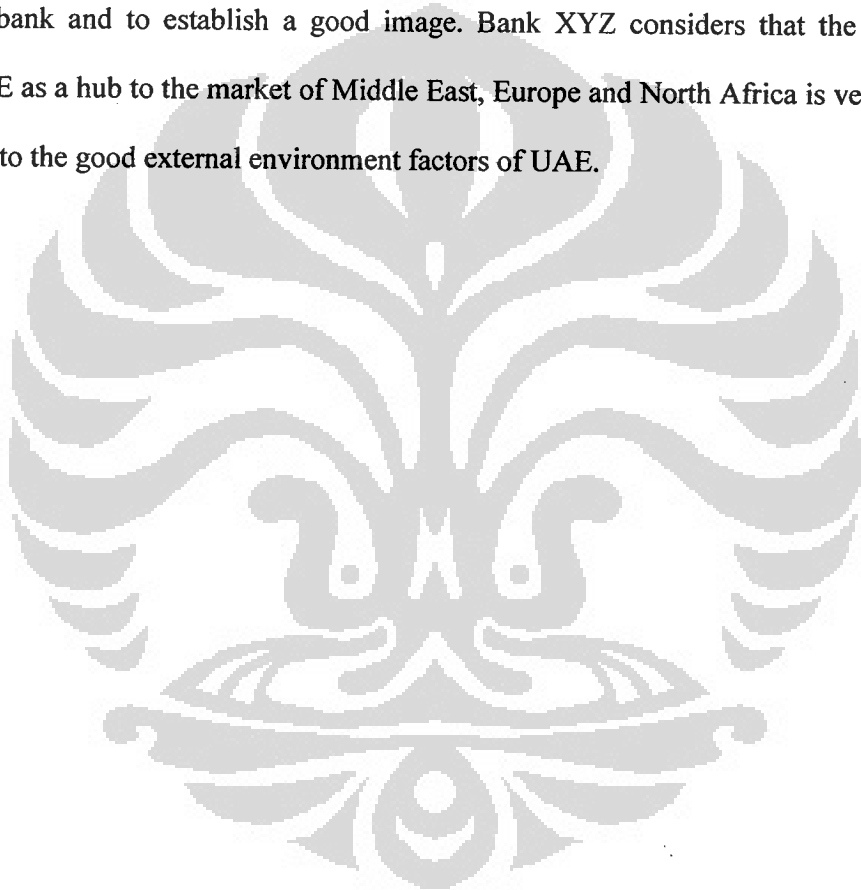 bank and to establish a good image. Bank XYZ considers that the
E as a hub to the market of Middle East, Europe and North Africa is ve
to the good external environment factors of UAE.